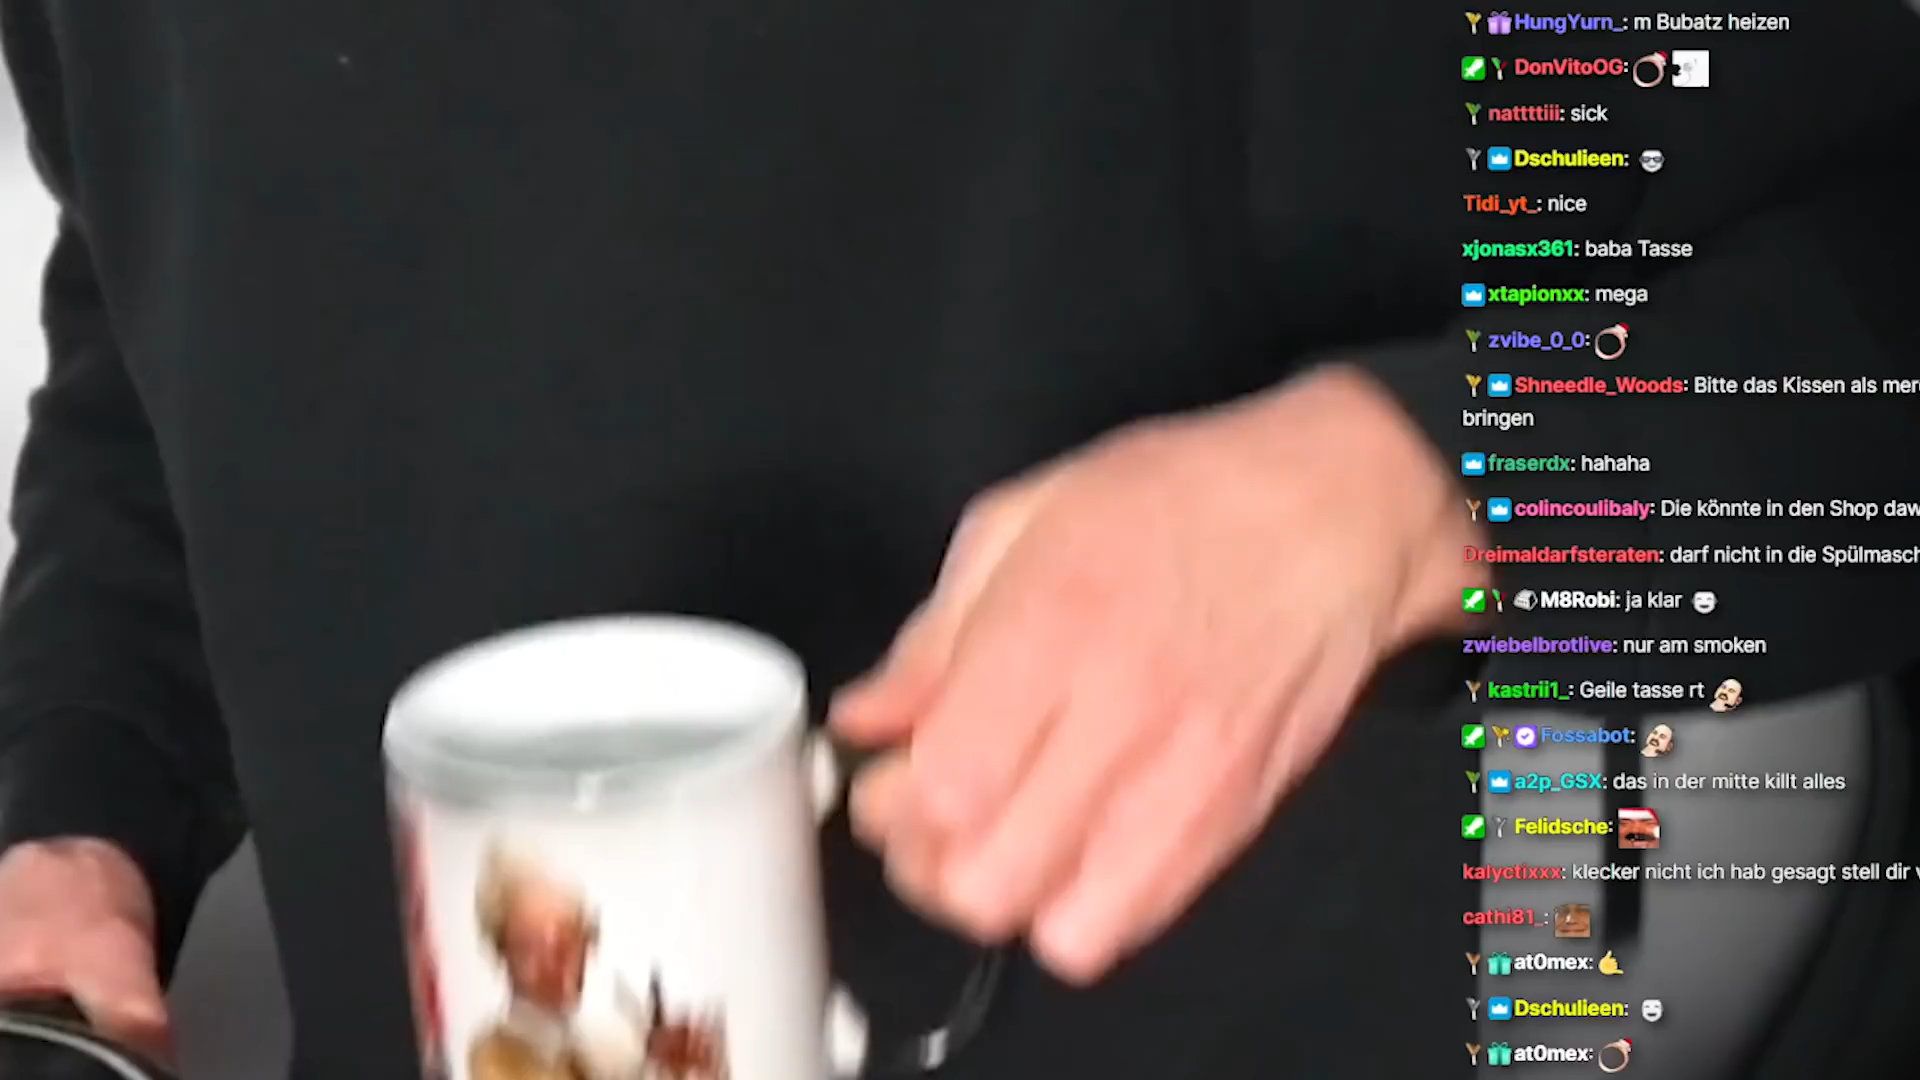 HungYurn_: m Bubatz heizen
DonVitoOG:
nattttiii: sick
Dschulieen:
Tidi_yt_: nice
xjonasx361: baba Tasse
xtapionxx: mega
zvibe_0_0:
Shneedle_Woods: Bitte das Kissen als mer
bringen
fraserdx: hahaha
colincoulibaly: Die könnte in den Shop daw
Dreimaldarfsteraten: darf nicht in die Spülmasch
M8Robi: ja klar
zwiebelbrotlive: nur am smoken
kastrii1_: Geile tasse rt
Fossabot:
a2p_GSX: das in der mitte killt alles
Felidsche:
kalyctixxx: klecker nicht ich hab gesagt stell dir v
cathi81_:
at0mex:
Dschulieen:
at0mex: